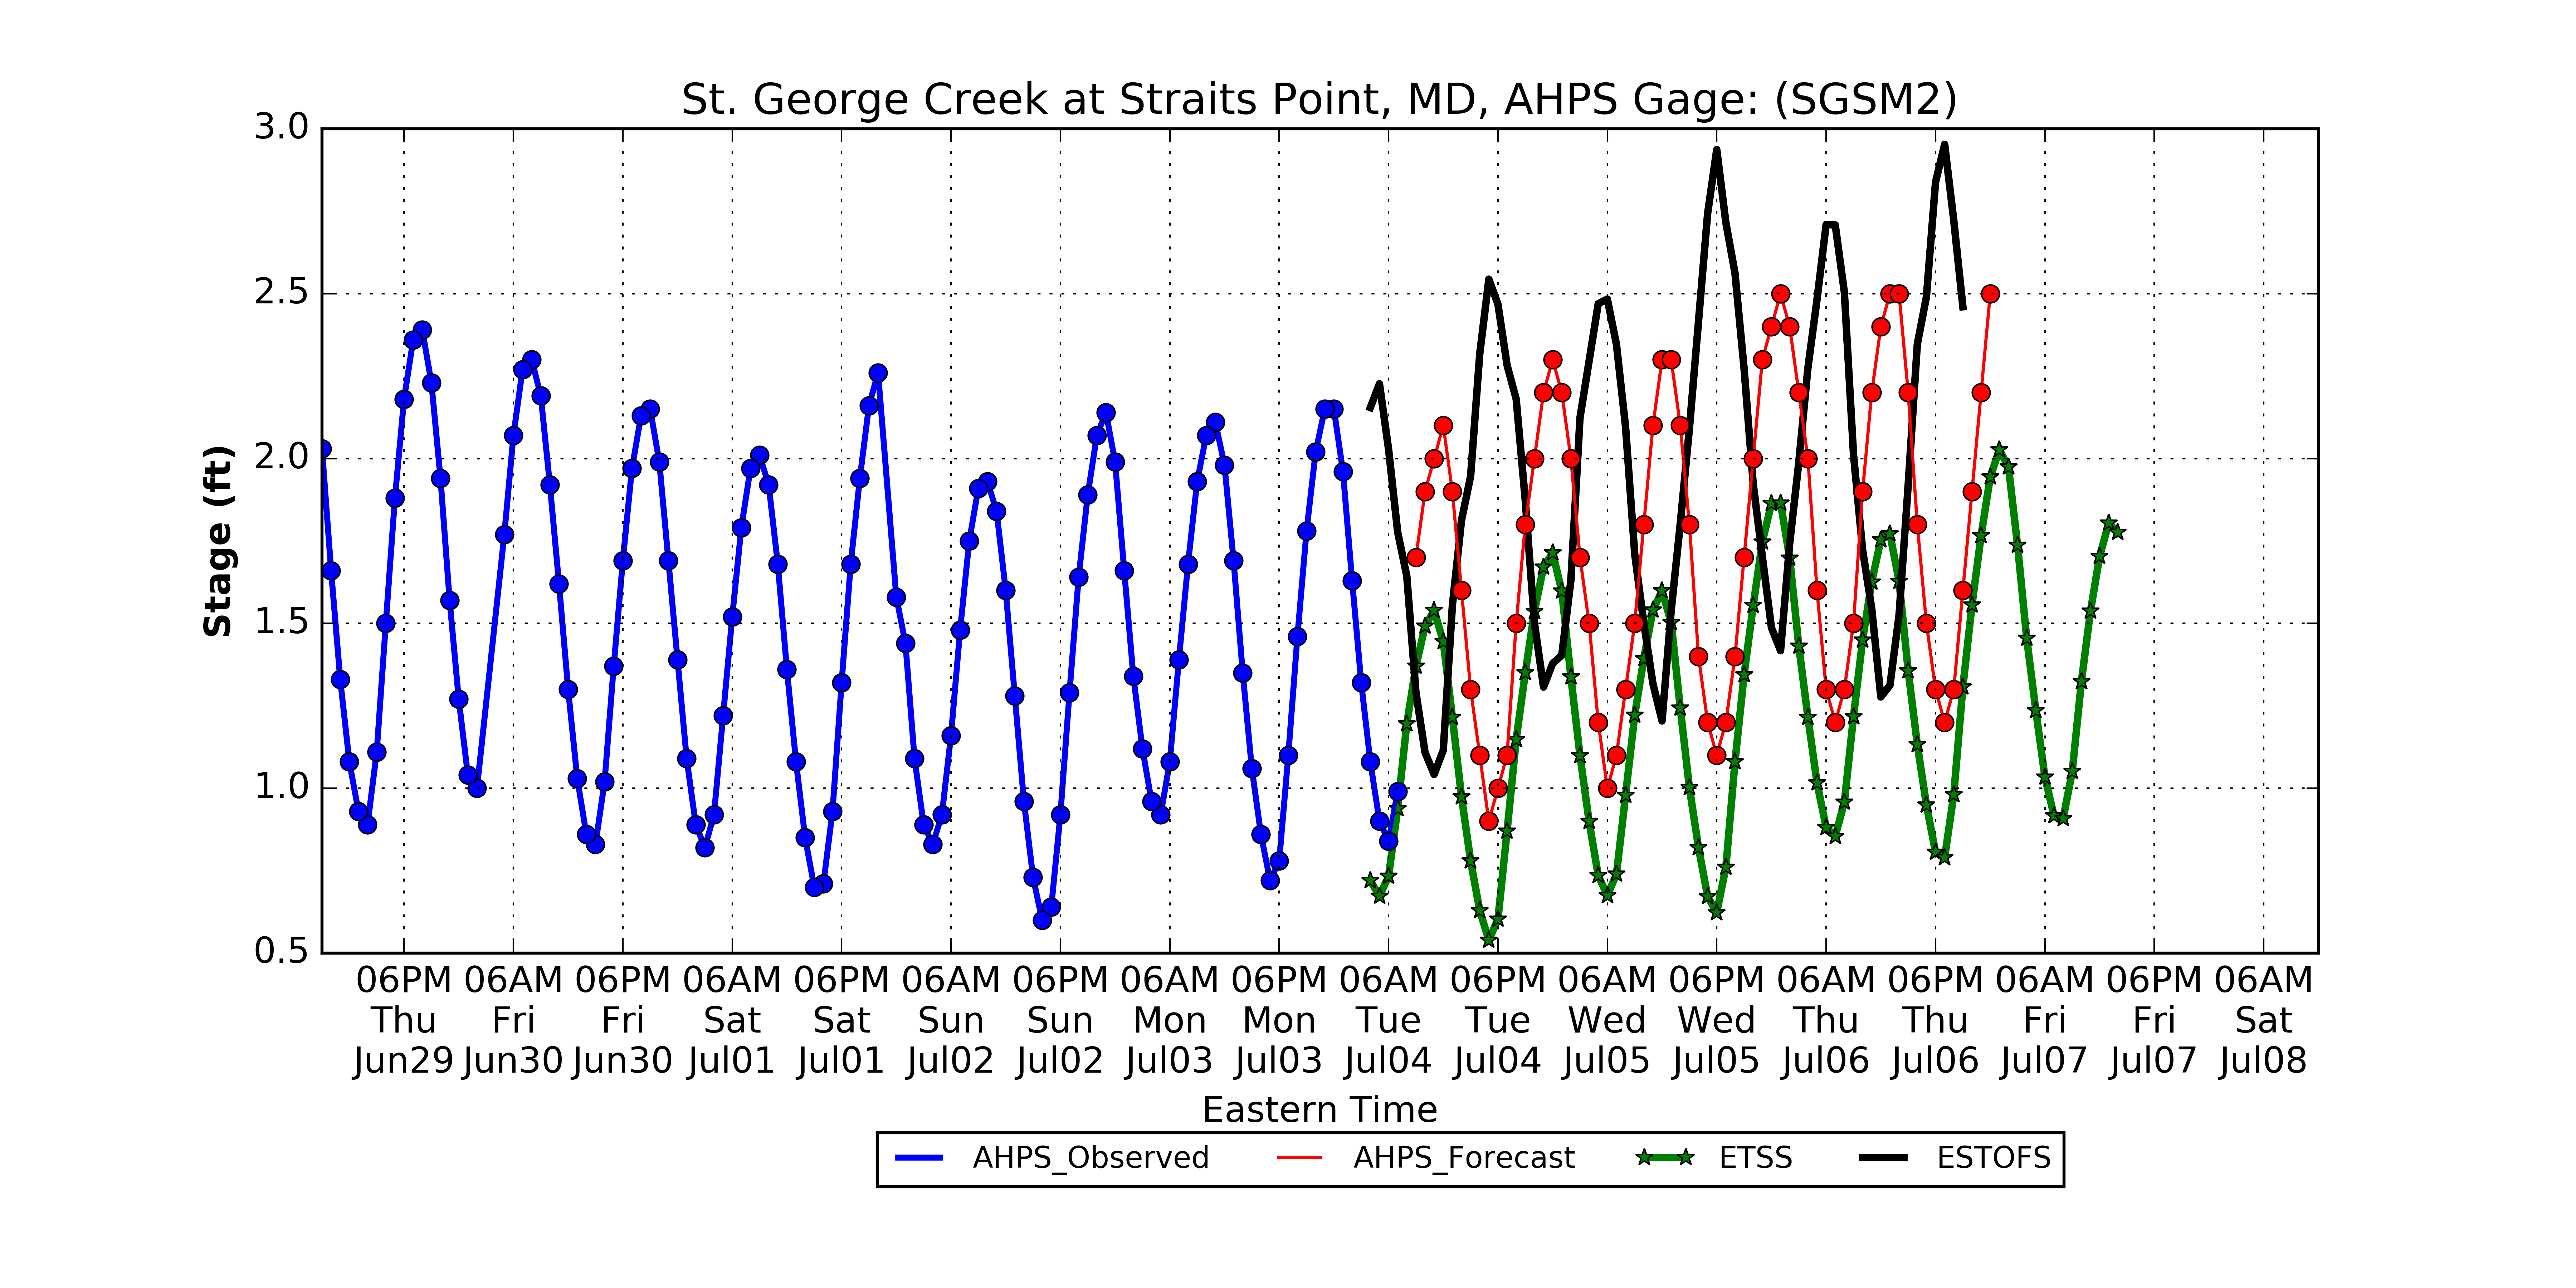 St. George Creek at Straits Point, MD, AHPS Gage: (SGSM2)
3.0
2.5
2.0
1.5
1.0
0.5
Stage (ft)
06PM 06AM 06PM 06AM 06PM 06AM 06PM 06AM 06PM 06AM 06PM 06AM 06PM 06AM 06PM 06AM 06PM 06AM
Thu Fri Fri Sat Sat Sun Sun Mon Mon Tue Tue Wed Wed Thu Thu Fri Fri Sat
Jun29 Jun30 Jun30 Jul01 Jul01 Jul02 Jul02 Jul03 Jul03 Jul04 Jul04 Jul05 Jul05 Jul06 Jul06 Jul07 Jul07 Jul08
Eastern Time
AHPS_Observed AHPS_Forecast ETSS ESTOFS